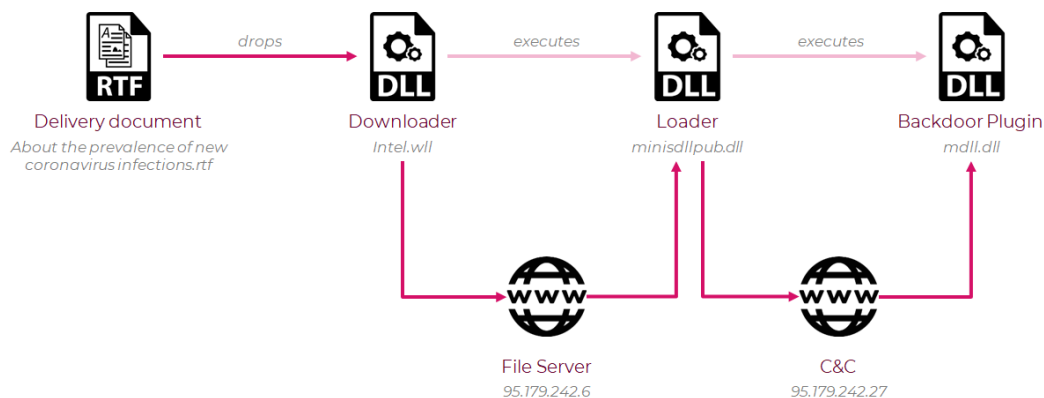 drops
executes
executes
RTF
DLL
DLL
DLL
Delivery document
Downloader
Loader
Backdoor Plugin
About the prevalence of new
coronavirus infections.rtf
Intel.wll
minisdllpub.dll
mdll.dll
WWW
WWW
File Server
C&C
95.179.242.6
95.179.242.27